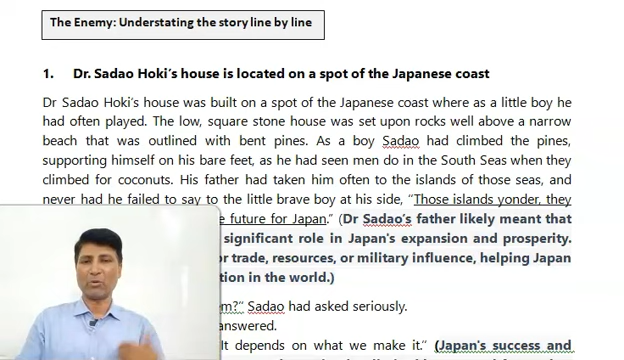 The Enemy: Understating the story line by line
1. Dr. Sadao Hoki's house is located on a spot of the Japanese coast
Dr Sadao Hoki's house was built on a spot of the Japanese coast where as a little boy he
had often played. The low, square stone house was set upon rocks well above a narrow
beach that was outlined with bent pines. As a boy Sadao had climbed the pines,
supporting himself on his bare feet, as he had seen men do in the South Seas when they
climbed for coconuts. His father had taken him often to the islands of those seas, and
never had he failed to say to the little brave boy at his side, "Those islands yonder, they
e future for Japan." (Dr Sadao's father likely meant that
significant role in Japan's expansion and prosperity.
or trade, resources, or military influence, helping Japan
tion in the world.)
em?" Sadao had asked seriously.
answered.
It depends on what we make it." (Japan's success and